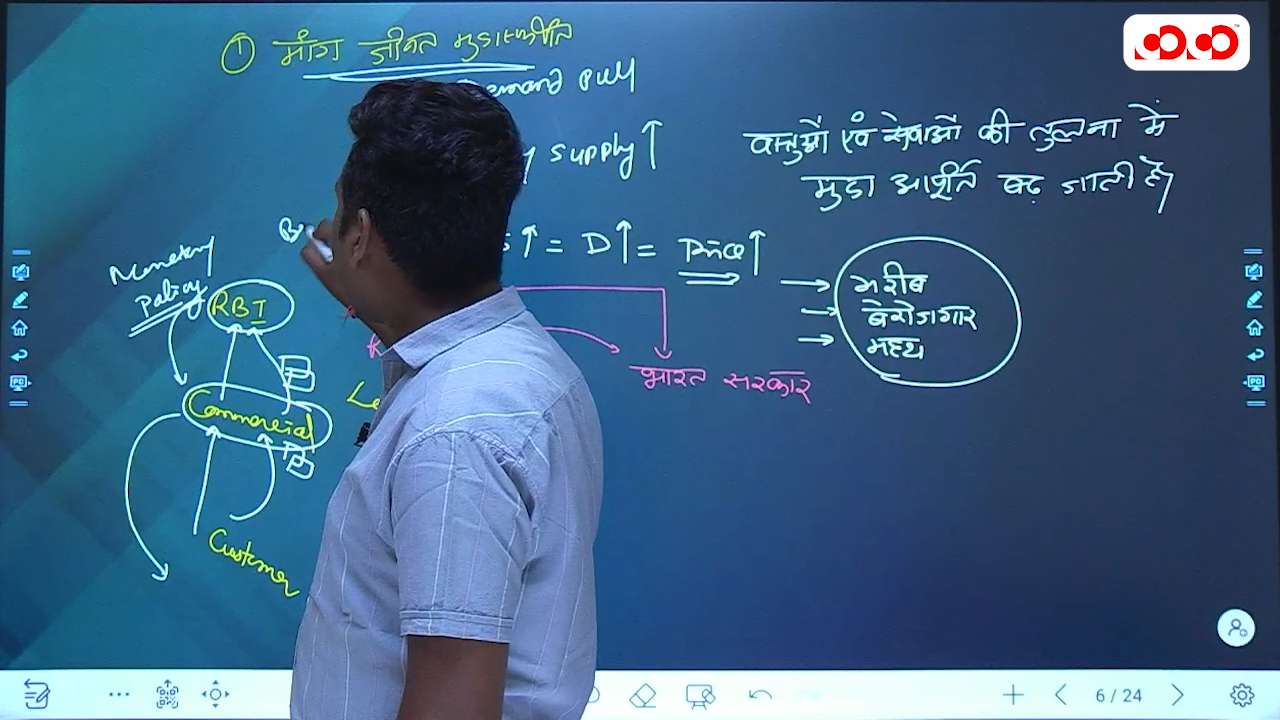 ① मांग जनित मुद्रास्फीति
Demand Pull
supply ↑
वस्तुओं एवं सेवाओं की तुलना में
मुद्रा आपूर्ति बढ़ जाती है
↑ = D↑ = Price↑
गरीब
बेरोजगार
मध्य
भारत सरकार
Monetary
Policy
RBI
Commercial
Customer
6 / 24